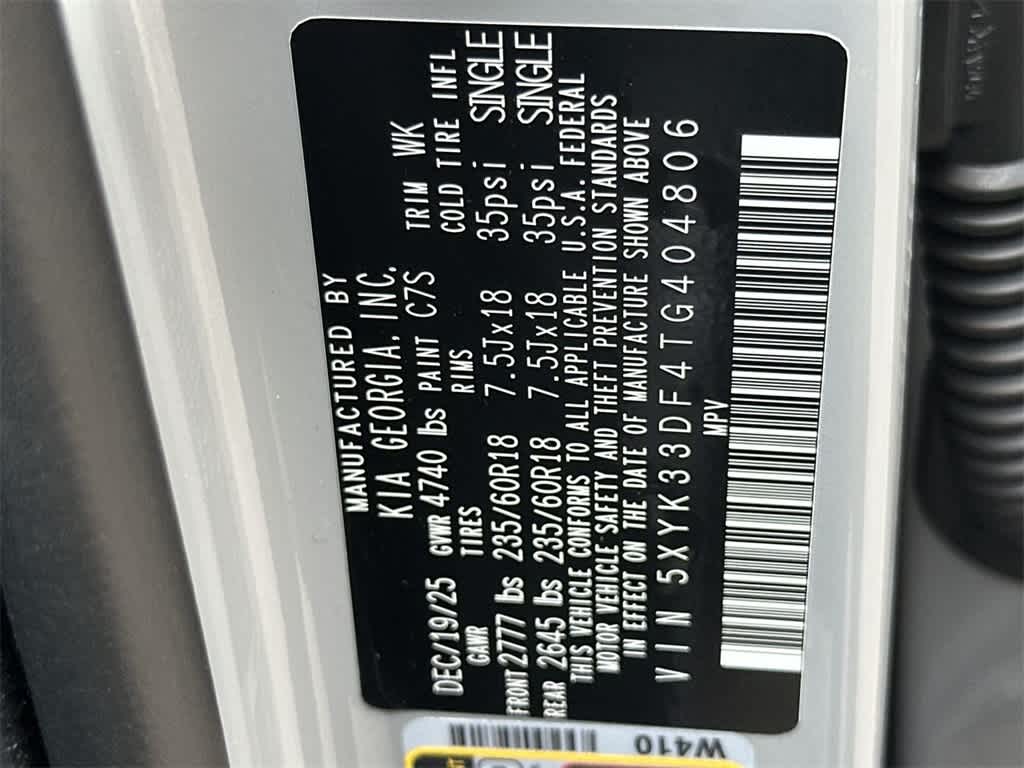 MANUFACTURED BY
KIA GEORGIA, INC.
DEC/19/25 GVWR 4740 lbs PAINT C7S TRIM WK
GAWR TIRES RIMS COLD TIRE INFL
FRONT 2777 lbs 235/60R18 7.5Jx18 35psi SINGLE
REAR 2645 lbs 235/60R18 7.5Jx18 35psi SINGLE
THIS VEHICLE CONFORMS TO ALL APPLICABLE U.S.A. FEDERAL
MOTOR VEHICLE SAFETY AND THEFT PREVENTION STANDARDS
IN EFFECT ON THE DATE OF MANUFACTURE SHOWN ABOVE
VIN 5XYK33DF4TG404806
MPV
W410